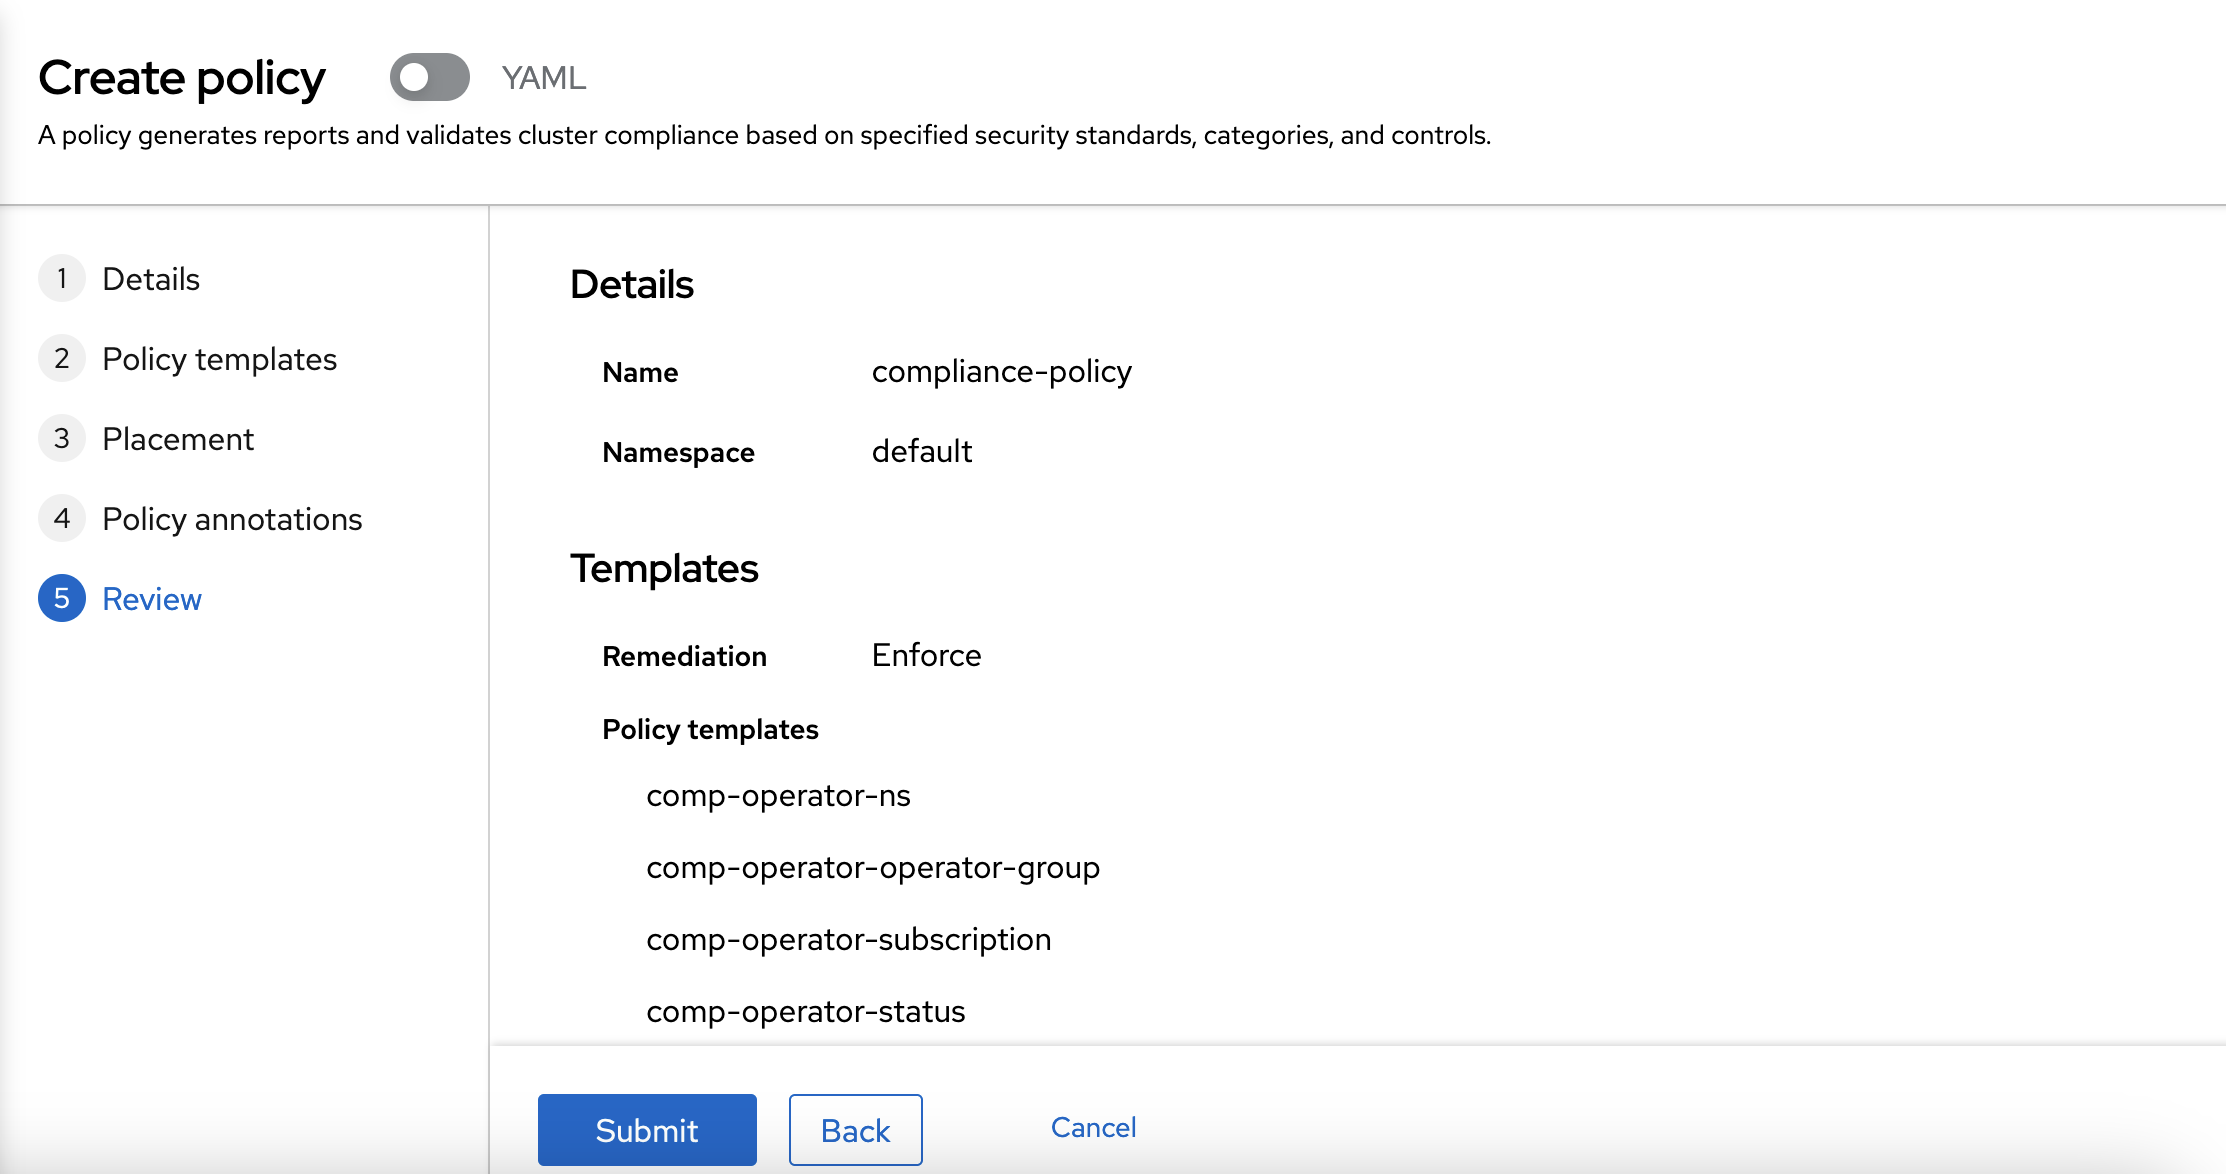 Create policy YAML
A policy generates reports and validates cluster compliance based on specified security standards, categories, and controls.
1 Details
2 Policy templates
3 Placement
4 Policy annotations
5 Review
Details
Name compliance-policy
Namespace default
Templates
Remediation Enforce
Policy templates
comp-operator-ns
comp-operator-operator-group
comp-operator-subscription
comp-operator-status
Submit Back Cancel